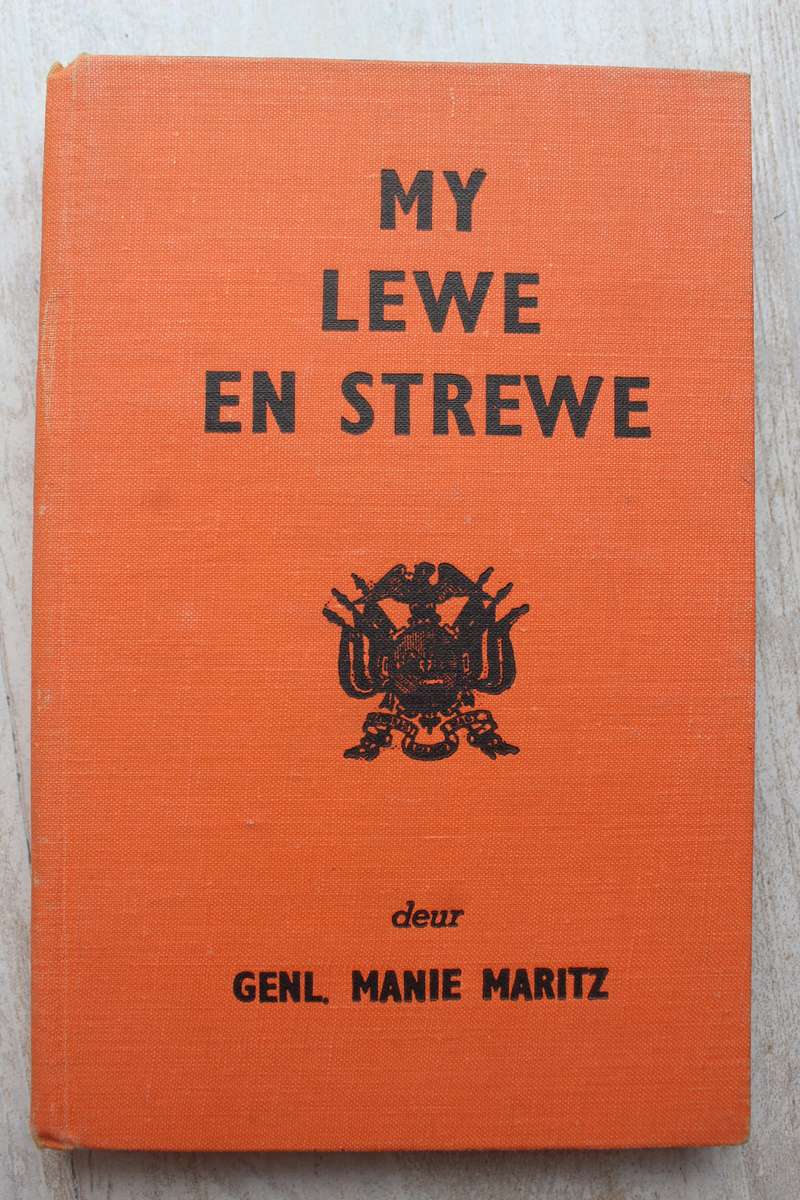 MY
LEWE
EN STREWE
deur
GENL. MANIE MARITZ